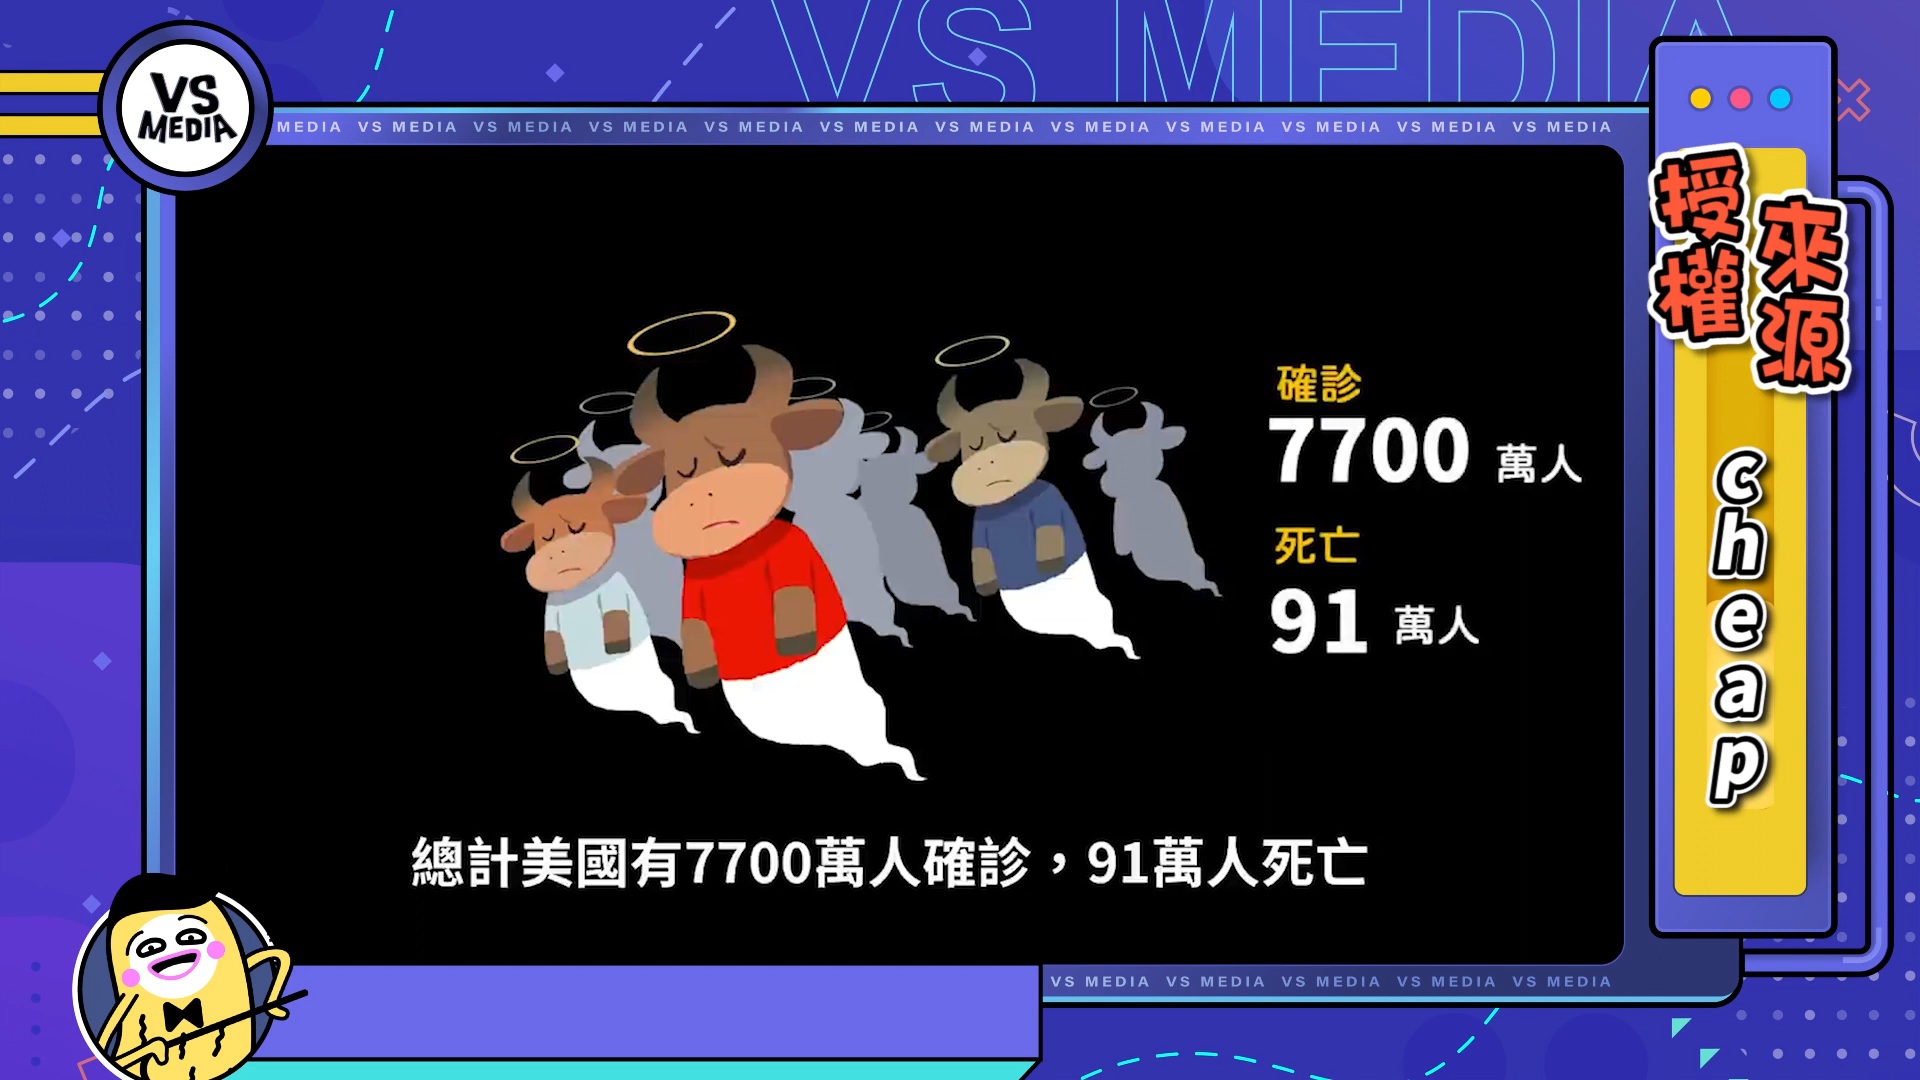 VS MEDIA
VS
MEDIA
MEDIA VS MEDIA VS MEDIA VS MEDIA VS MEDIA VS MEDIA VS MEDIA VS MEDIA VS MEDIA VS MEDIA VS MEDIA VS MEDIA
授權
來源
cheap
確診
7700 萬人
死亡
91 萬人
總計美國有7700萬人確診，91萬人死亡
VS MEDIA VS MEDIA VS MEDIA VS MEDIA VS MEDIA